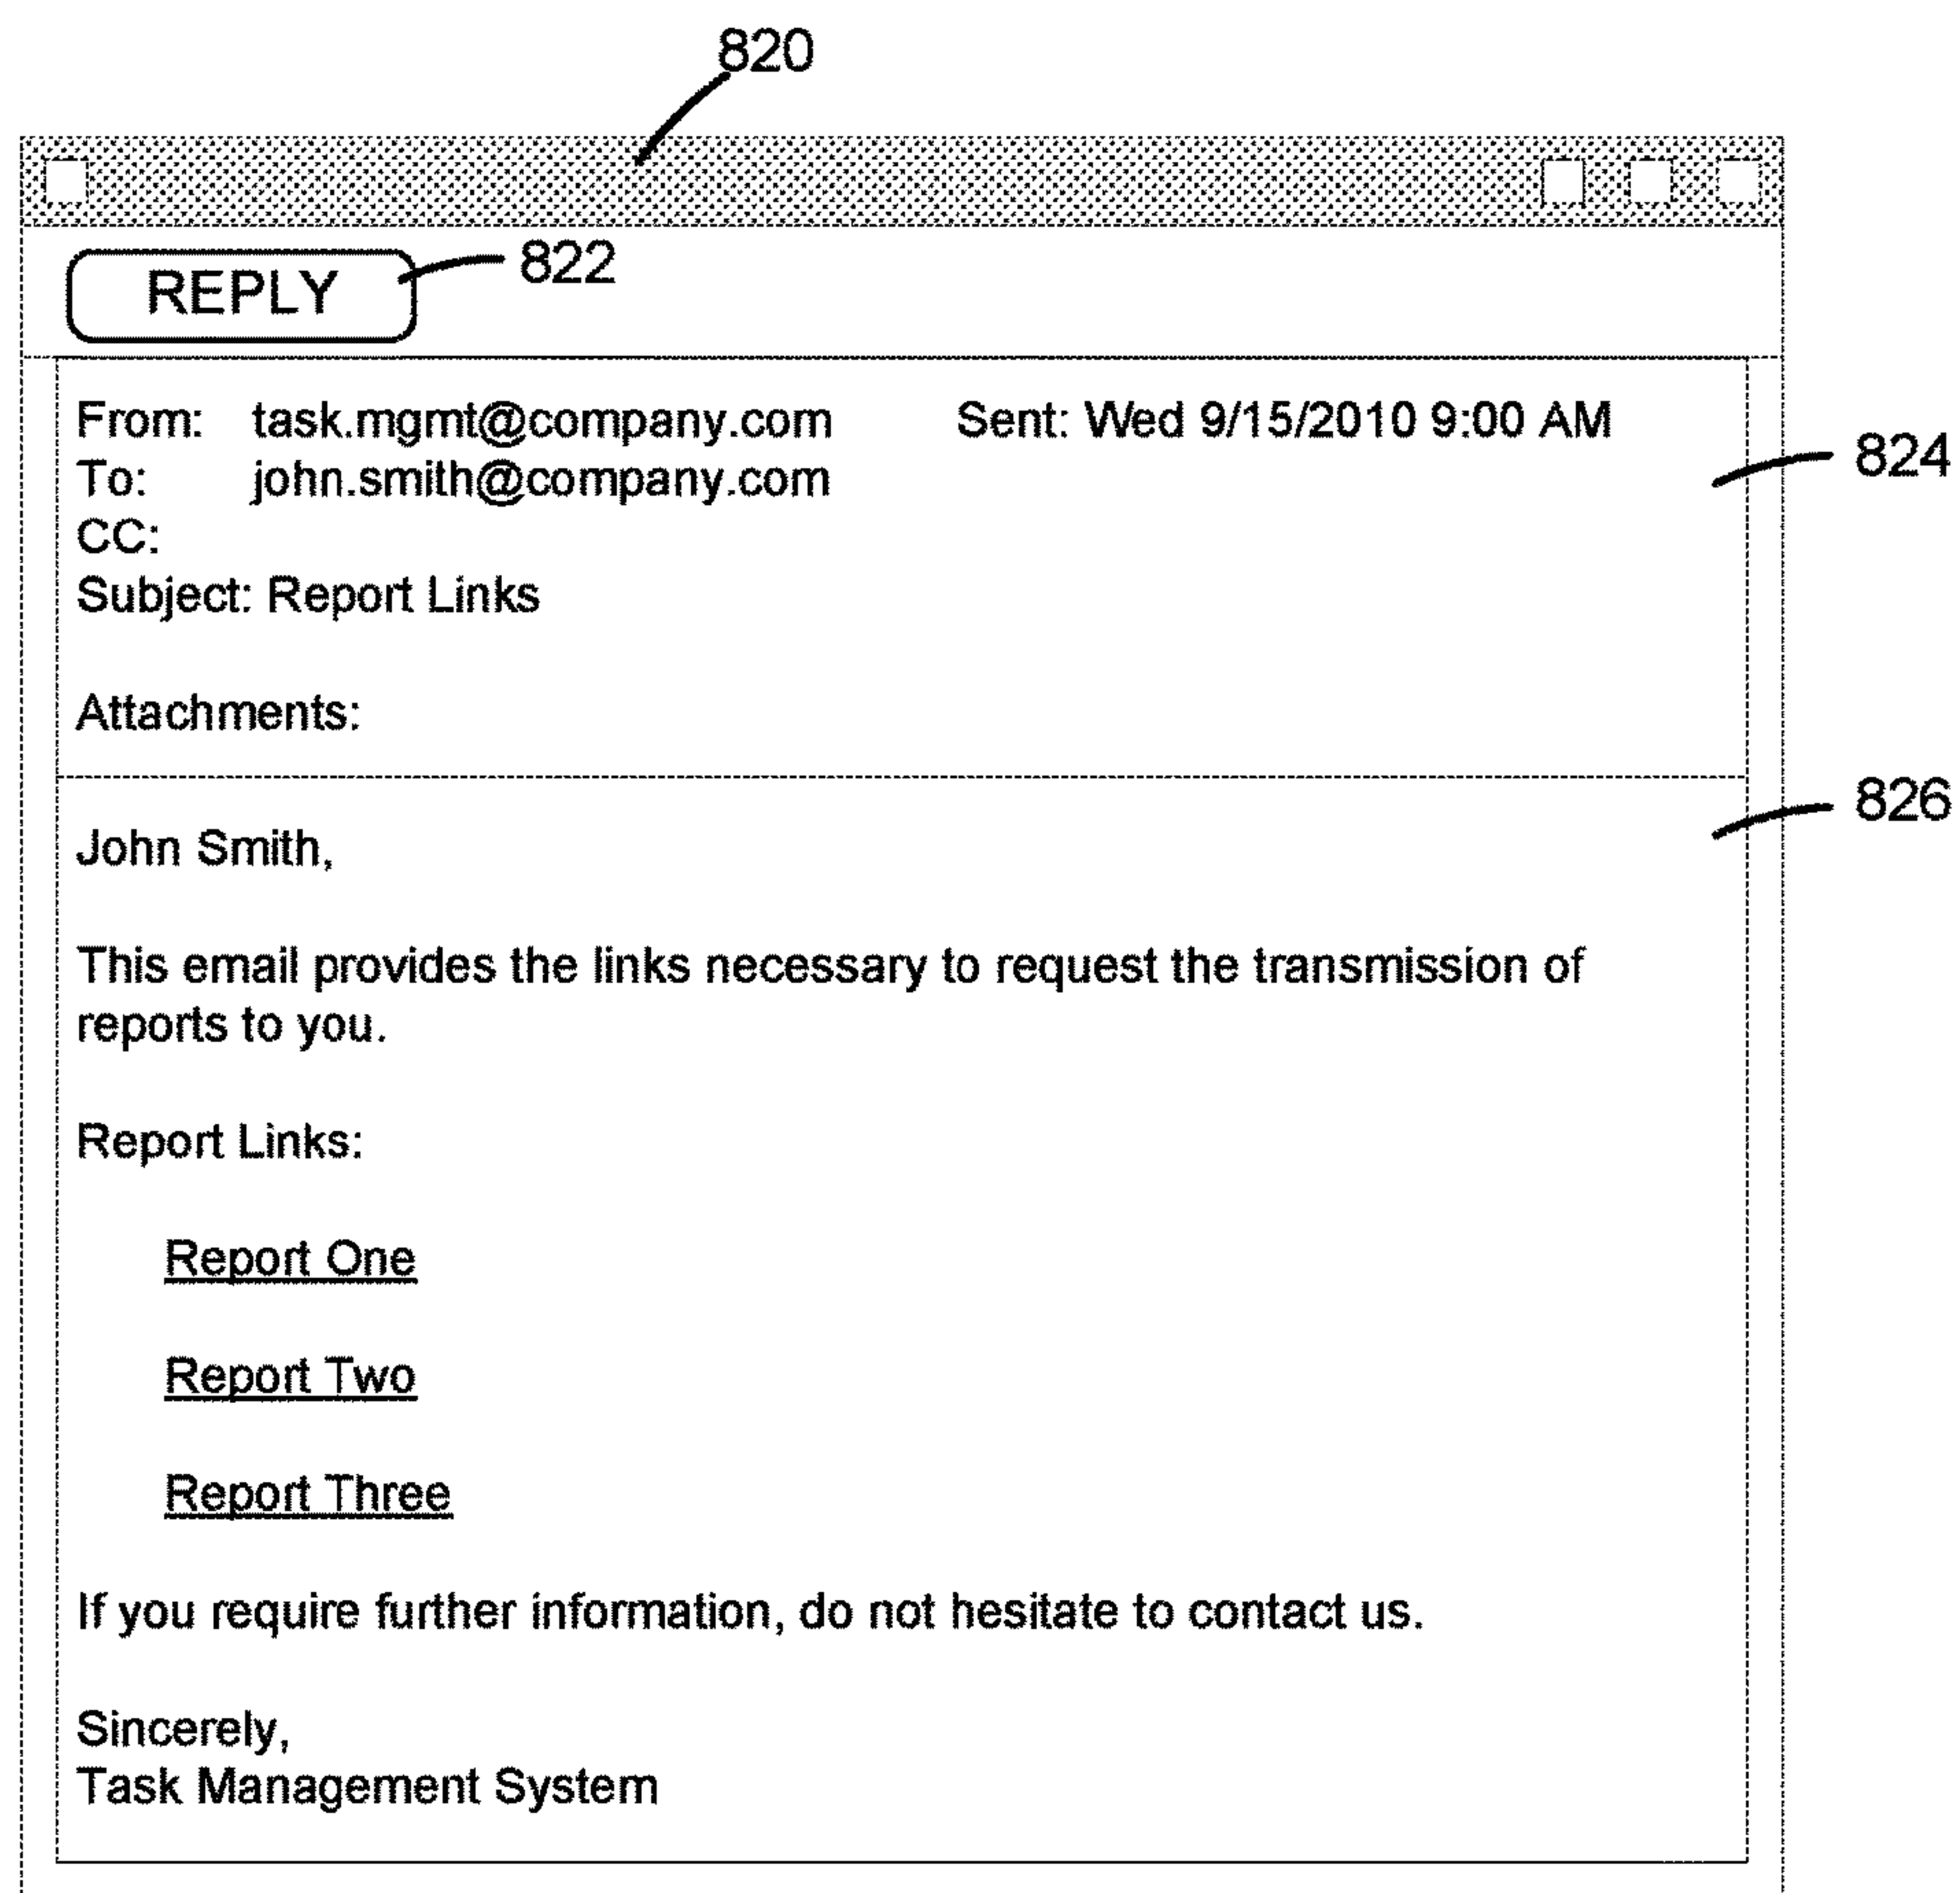 820
REPLY 822
From: task.mgmt@company.com Sent: Wed 9/15/2010 9:00 AM
824
To: john.smith@company.com
CC:
Subject: Report Links
Attachments:
826
John Smith,
This email provides the links necessary to request the transmission of
reports to you.
Report Links:
Report One
Report Two
Report Three
If you require further information, do not hesitate to contact us.
Sincerely,
Task Management System